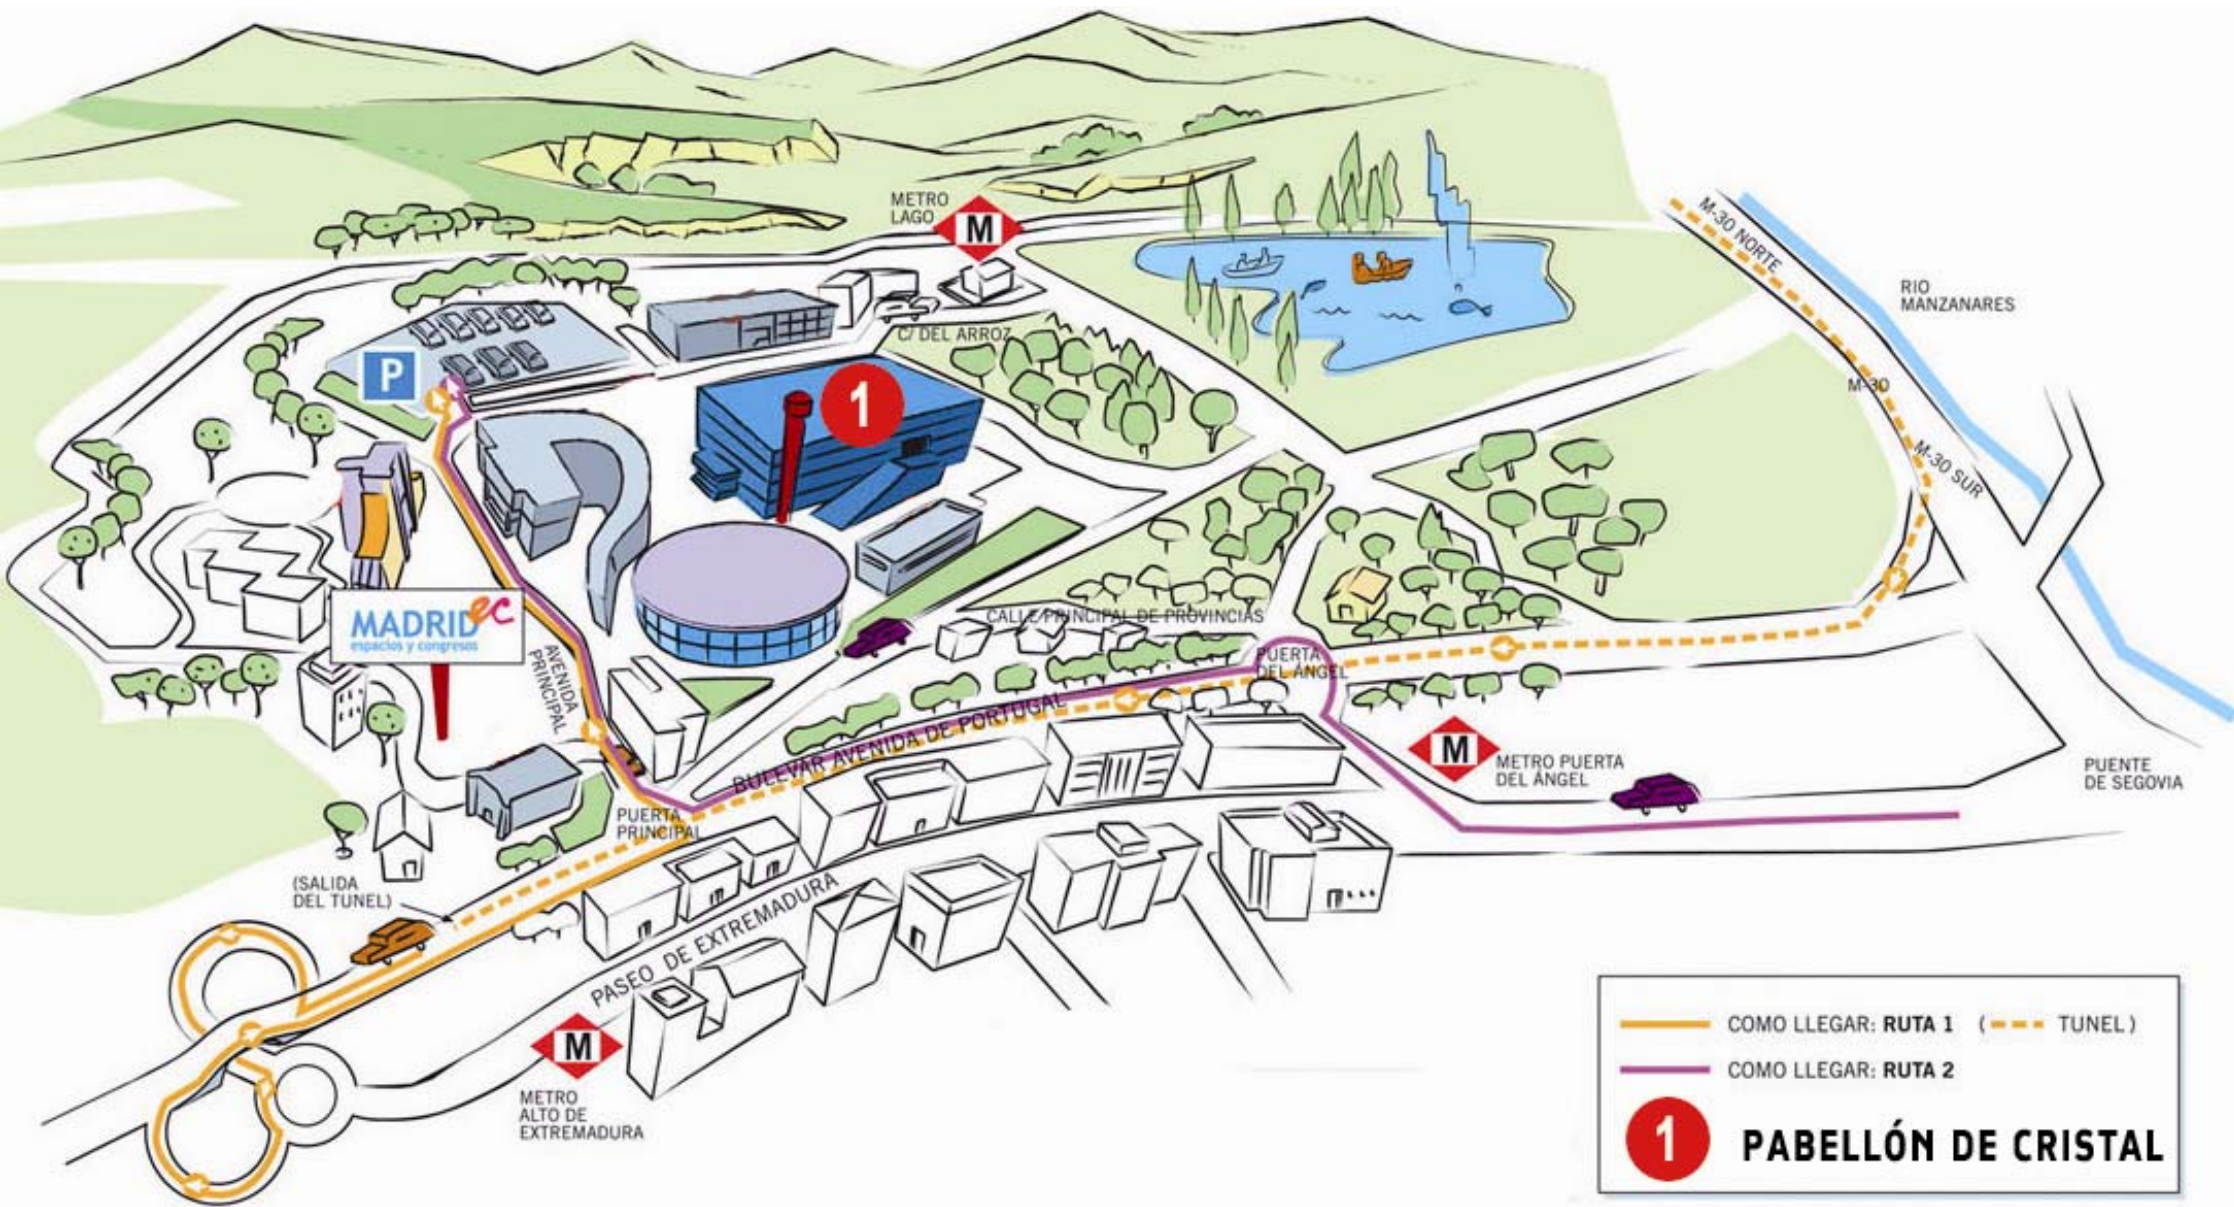 METRO
LAGO
M
M-30 NORTE
RIO
MANZANARES
C/ DEL ARROZ
P
1
M-30
M-30 SUR
MADRIDec
espacios y congresos
CALLE PRINCIPAL DE PROVINCIAS
AVENIDA
PRINCIPAL
PUERTA
DEL ÁNGEL
BULEVAR AVENIDA DE PORTUGAL
M
METRO PUERTA
DEL ÁNGEL
PUENTE
DE SEGOVIA
PUERTA
PRINCIPAL
(SALIDA
DEL TUNEL)
PASEO DE EXTREMADURA
M
METRO
ALTO DE
EXTREMADURA
COMO LLEGAR: RUTA 1 ( TUNEL )
COMO LLEGAR: RUTA 2
1 PABELLÓN DE CRISTAL